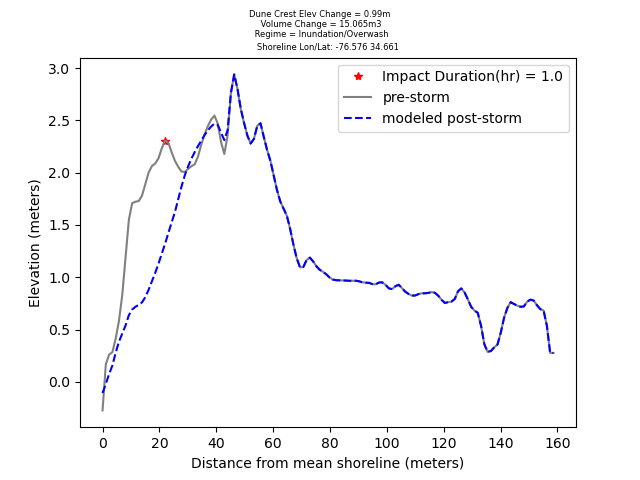 Dune Crest Elev Change = 0.99m
Volume Change = 15.065m3
Regime = Inundation/Overwash
Shoreline Lon/Lat: -76.576 34.661
Impact Duration(hr) = 1.0
pre-storm
modeled post-storm
3.0
2.5
2.0
1.5
1.0
0.5
0.0
Elevation (meters)
0 20 40 60 80 100 120 140 160
Distance from mean shoreline (meters)